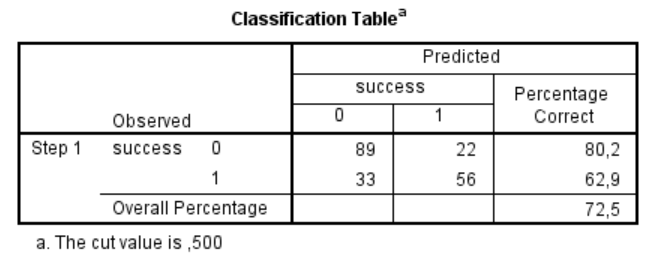 Classification Tableᵃ
Predicted
success
Percentage Correct
Observed
0 1
Step 1 success 0 89 22 80,2
1 33 56 62,9
Overall Percentage 72,5
a. The cut value is ,500